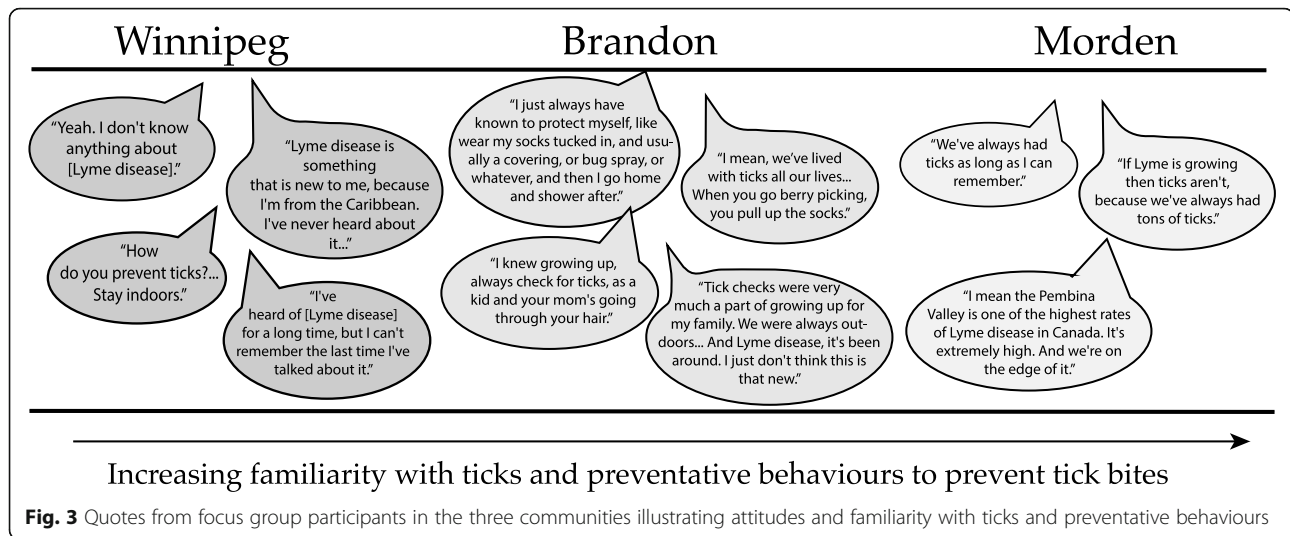 Winnipeg
Brandon
Morden
“Yeah. I don't know
anything about
[Lyme disease].”
“Lyme disease is
something
that is new to me, because
I'm from the Caribbean.
I've never heard about
it...”
“How
do you prevent ticks?...
Stay indoors.”
“I've
heard of [Lyme disease]
for a long time, but I can't
remember the last time I've
talked about it.”
“I just always have
known to protect myself, like
wear my socks tucked in, and usu-
ally a covering, or bug spray, or
whatever, and then I go home
and shower after.”
“I mean, we’ve lived
with ticks all our lives...
When you go berry picking,
you pull up the socks.”
“I knew growing up,
always check for ticks, as a
kid and your mom's going
through your hair.”
“Tick checks were very
much a part of growing up for
my family. We were always out-
doors... And Lyme disease, it's been
around. I just don't think this is
that new.”
“We've always had
ticks as long as I can
remember.”
“If Lyme is growing
then ticks aren't,
because we've always had
tons of ticks.”
“I mean the Pembina
Valley is one of the highest rates
of Lyme disease in Canada. It's
extremely high. And we're on
the edge of it.”
Increasing familiarity with ticks and preventative behaviours to prevent tick bites
Fig. 3 Quotes from focus group participants in the three communities illustrating attitudes and familiarity with ticks and preventative behaviours